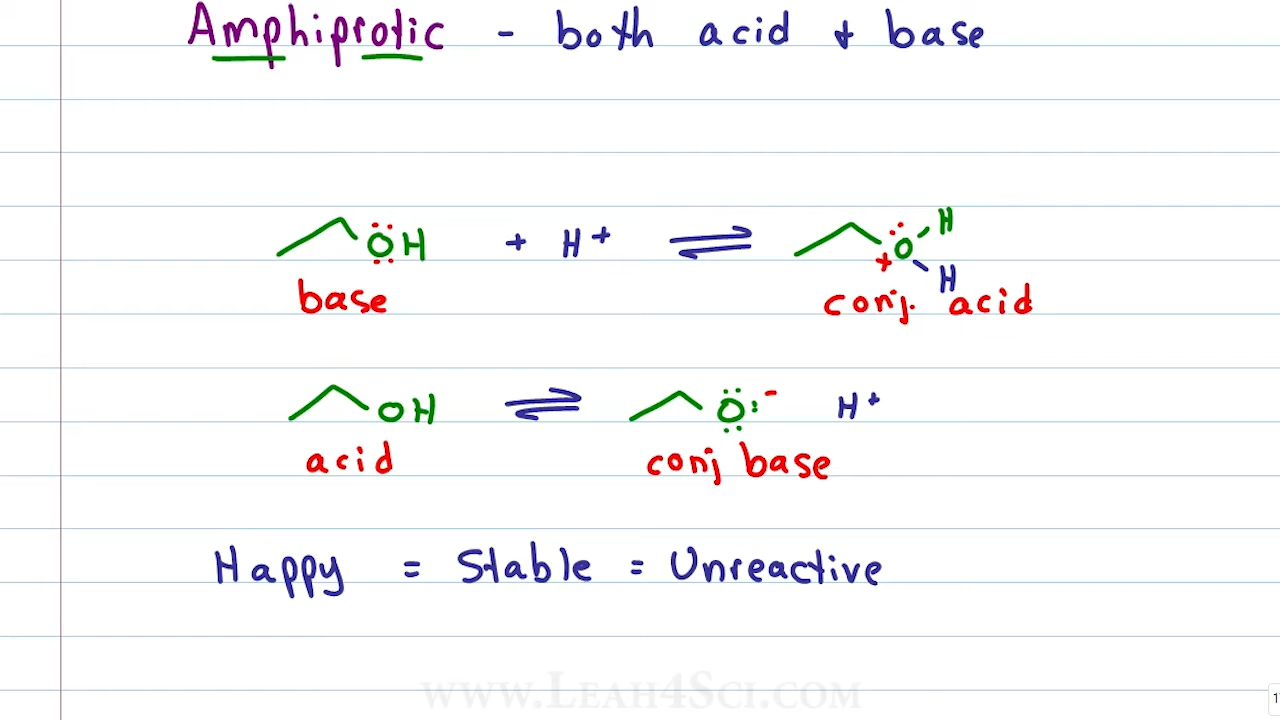 Amphiprotic - both acid + base
OH + H+ ⇌ O+ H H
base conj. acid
OH ⇌ O:- H+
acid conj base
Happy = Stable = Unreactive
www.Leah4Sci.com